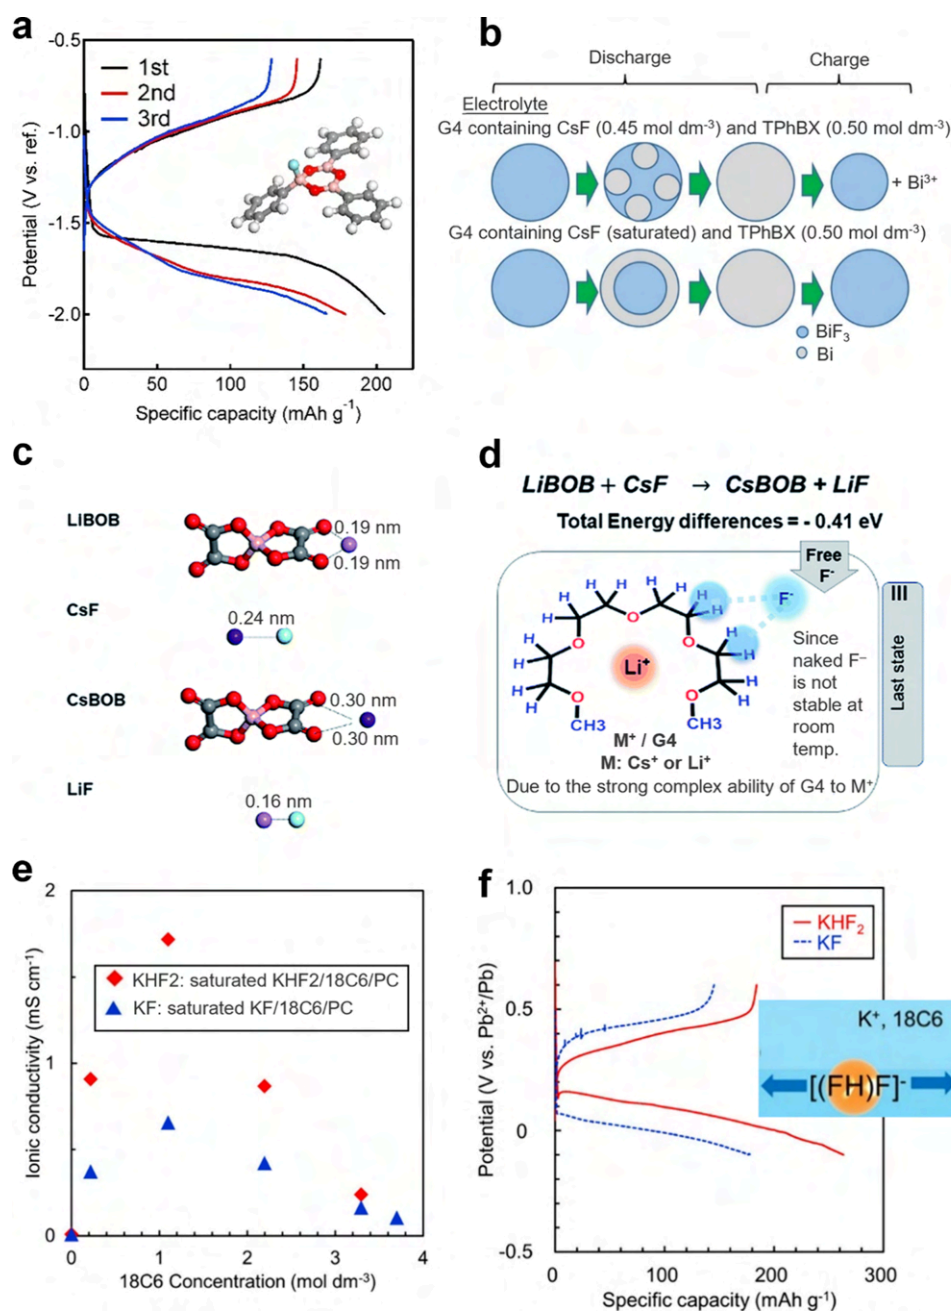 a
-0.5
1st
2nd
3rd
-1.0
-1.5
-2.0
Potential (V vs. ref.)
0
50
100
150
200
Specific capacity (mAh g⁻¹)
b
Discharge
Charge
Electrolyte
G4 containing CsF (0.45 mol dm⁻³) and TPhBX (0.50 mol dm⁻³)
+ Bi³⁺
G4 containing CsF (saturated) and TPhBX (0.50 mol dm⁻³)
BiF₃
Bi
c
LiBOB
0.19 nm
0.19 nm
CsF
0.24 nm
CsBOB
0.30 nm
0.30 nm
LiF
0.16 nm
d
LiBOB + CsF → CsBOB + LiF
Total Energy differences = - 0.41 eV
Free
F⁻
H H
H H
H H
H H
O
O
O
O
O
H
H
H
H
H
H
H
H
Li⁺
CH3
CH3
F⁻
Since
naked F⁻
is not
stable at
room
temp.
M⁺ / G4
M: Cs⁺ or Li⁺
Due to the strong complex ability of G4 to M⁺
III
Last state
e
2
1
0
Ionic conductivity (mS cm⁻¹)
KHF2: saturated KHF2/18C6/PC
KF: saturated KF/18C6/PC
0
1
2
3
4
18C6 Concentration (mol dm⁻³)
f
1.0
0.5
0
-0.5
Potential (V vs. Pb²⁺/Pb)
KHF₂
KF
K⁺, 18C6
[(FH)F]⁻
0
100
200
300
Specific capacity (mAh g⁻¹)